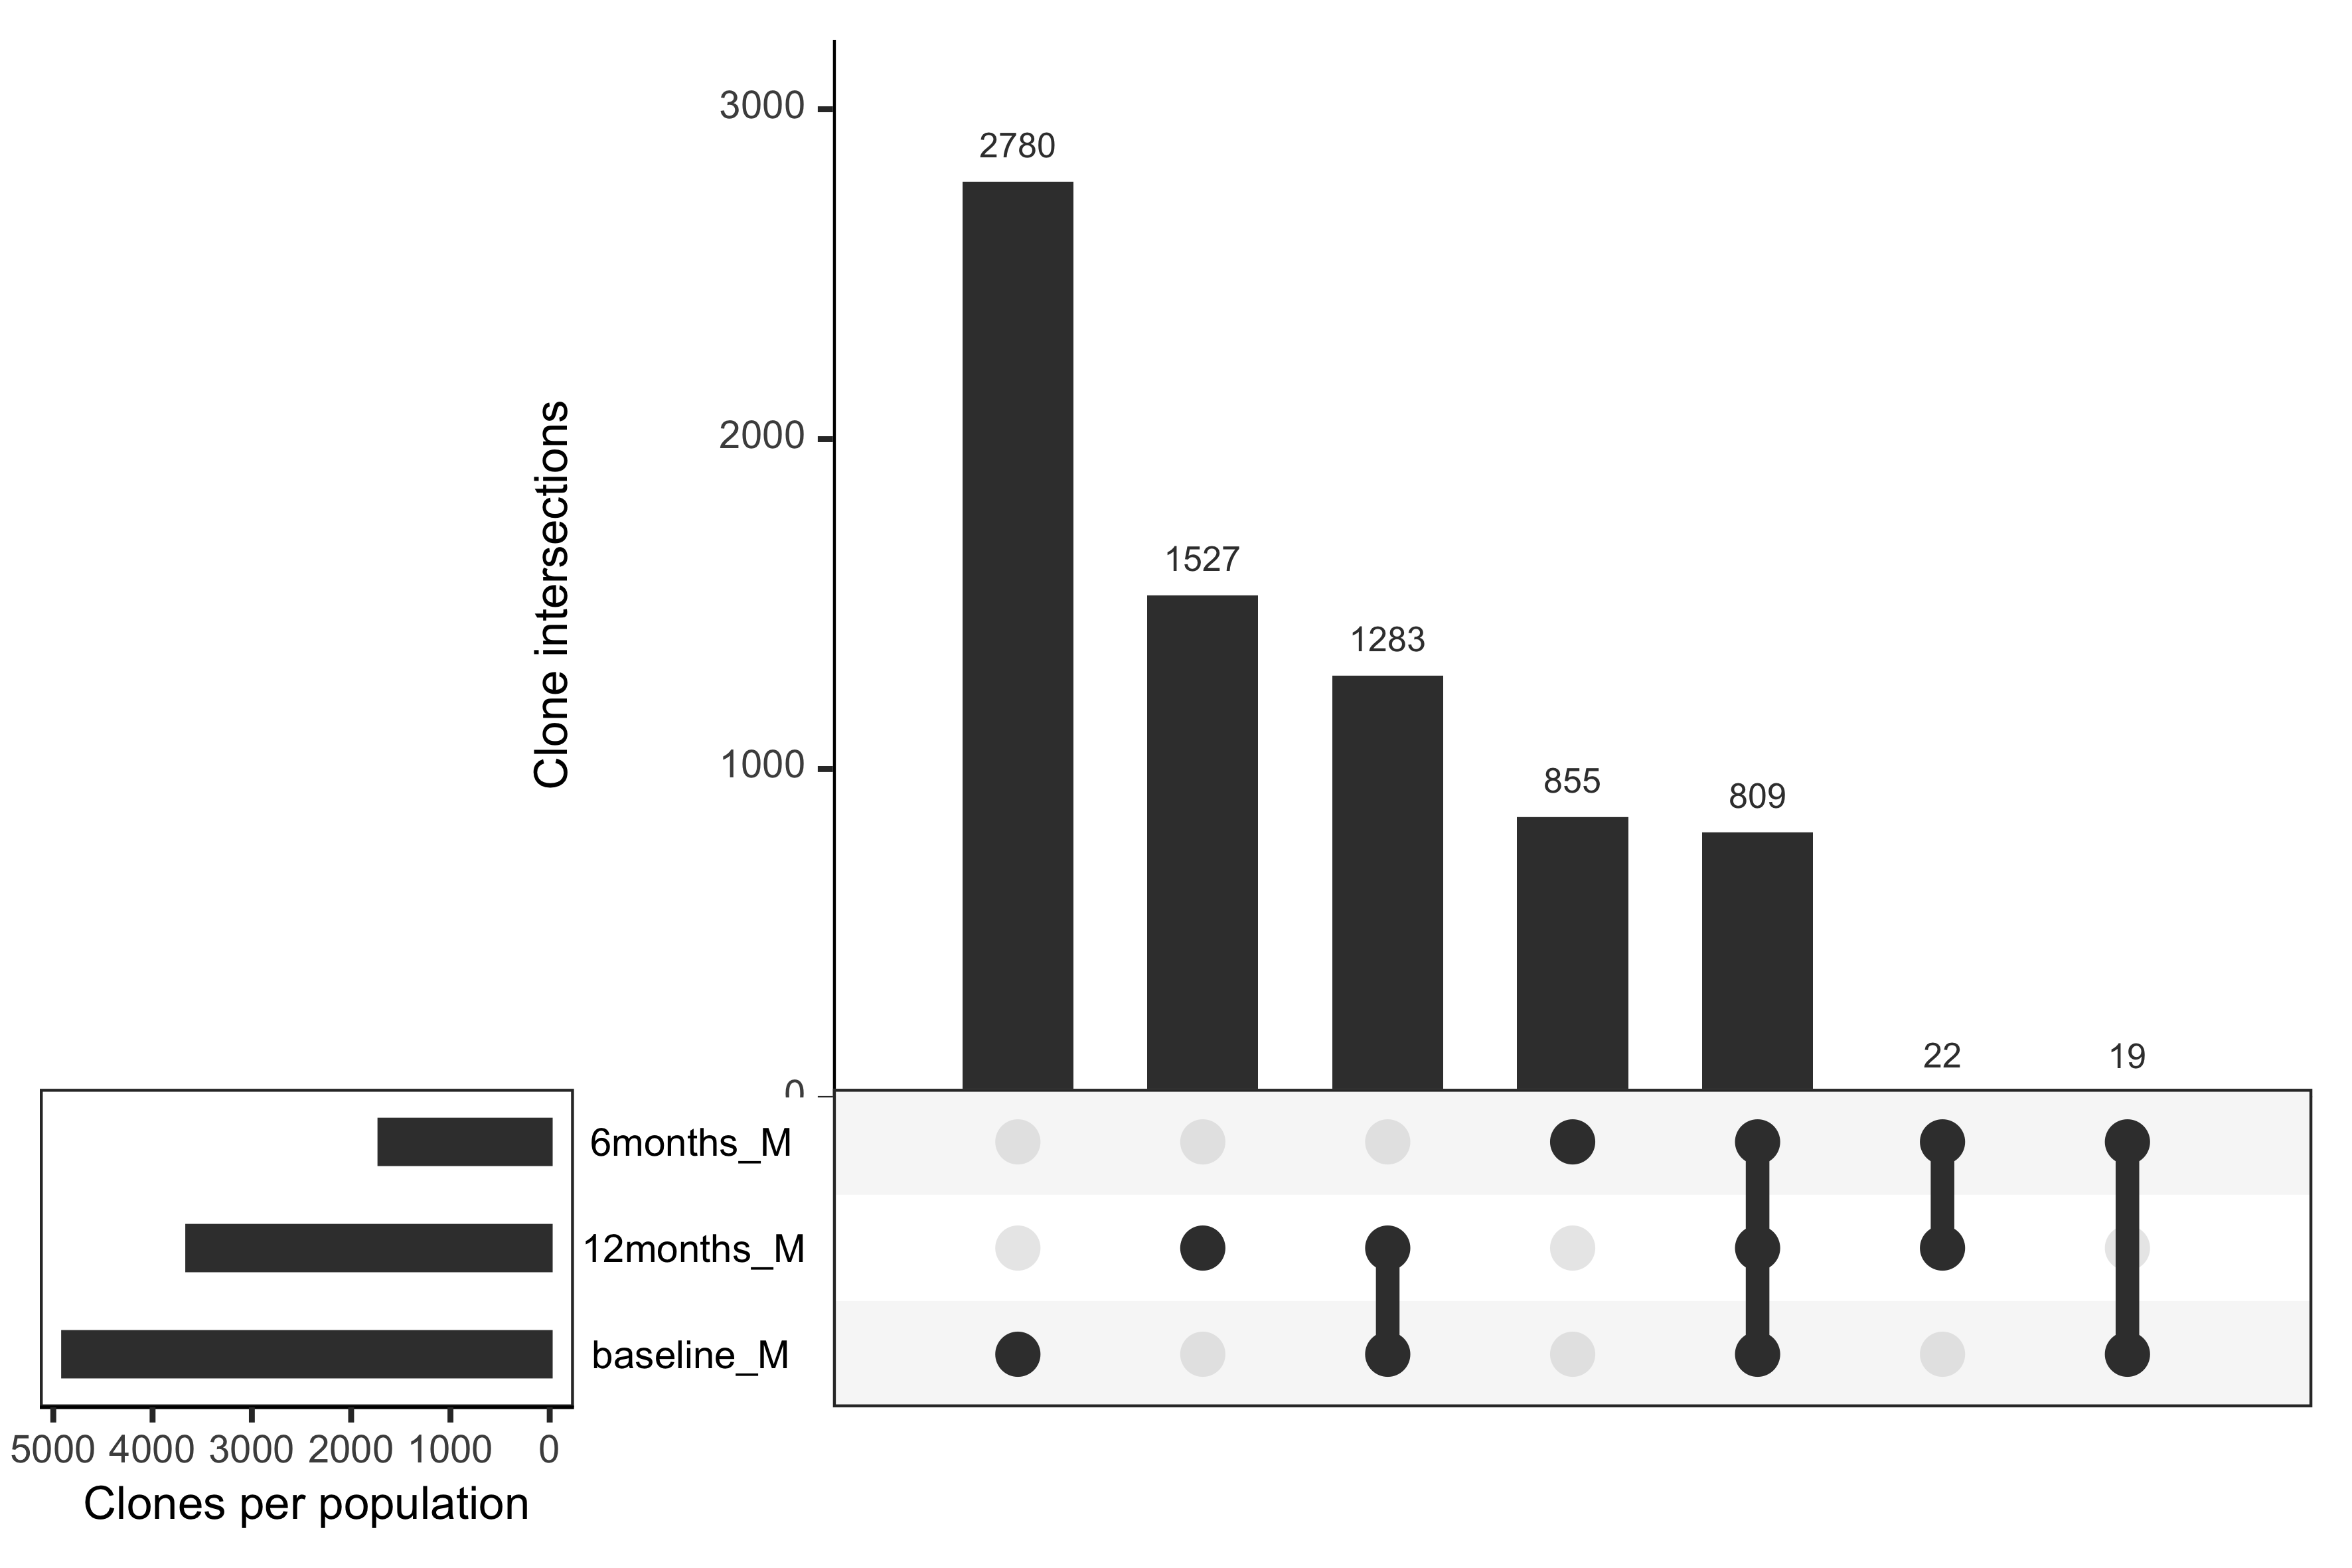 3000
2000
1000
0
Clone intersections
2780
1527
1283
855
809
22
19
6months_M
12months_M
baseline_M
5000 4000 3000 2000 1000 0
Clones per population